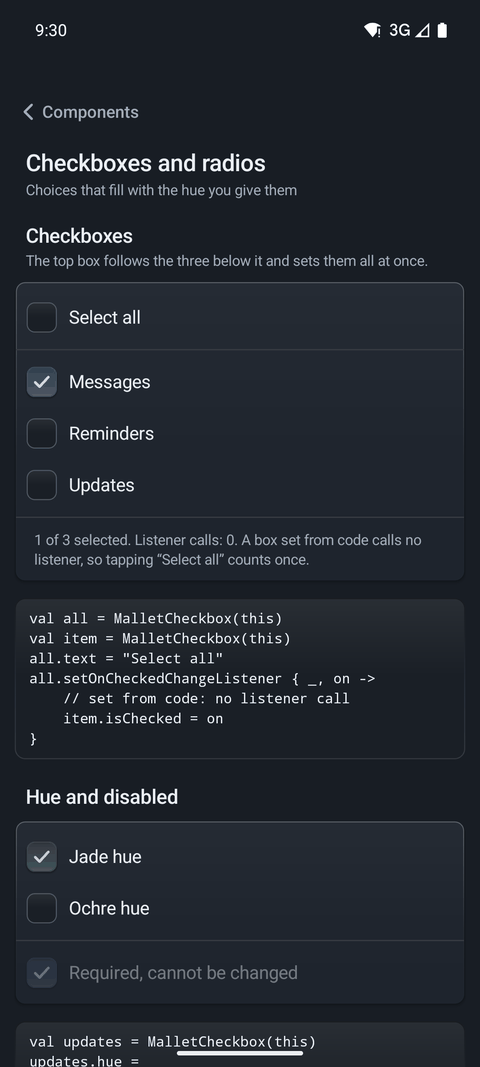 9:30
3G
Components
Checkboxes and radios
Choices that fill with the hue you give them
Checkboxes
The top box follows the three below it and sets them all at once.
Select all
Messages
Reminders
Updates
1 of 3 selected. Listener calls: 0. A box set from code calls no
listener, so tapping “Select all” counts once.
val all = MalletCheckbox(this)
val item = MalletCheckbox(this)
all.text = "Select all"
all.setOnCheckedChangeListener { _, on ->
    // set from code: no listener call
    item.isChecked = on
}
Hue and disabled
Jade hue
Ochre hue
Required, cannot be changed
val updates = MalletCheckbox(this)
updates.hue =